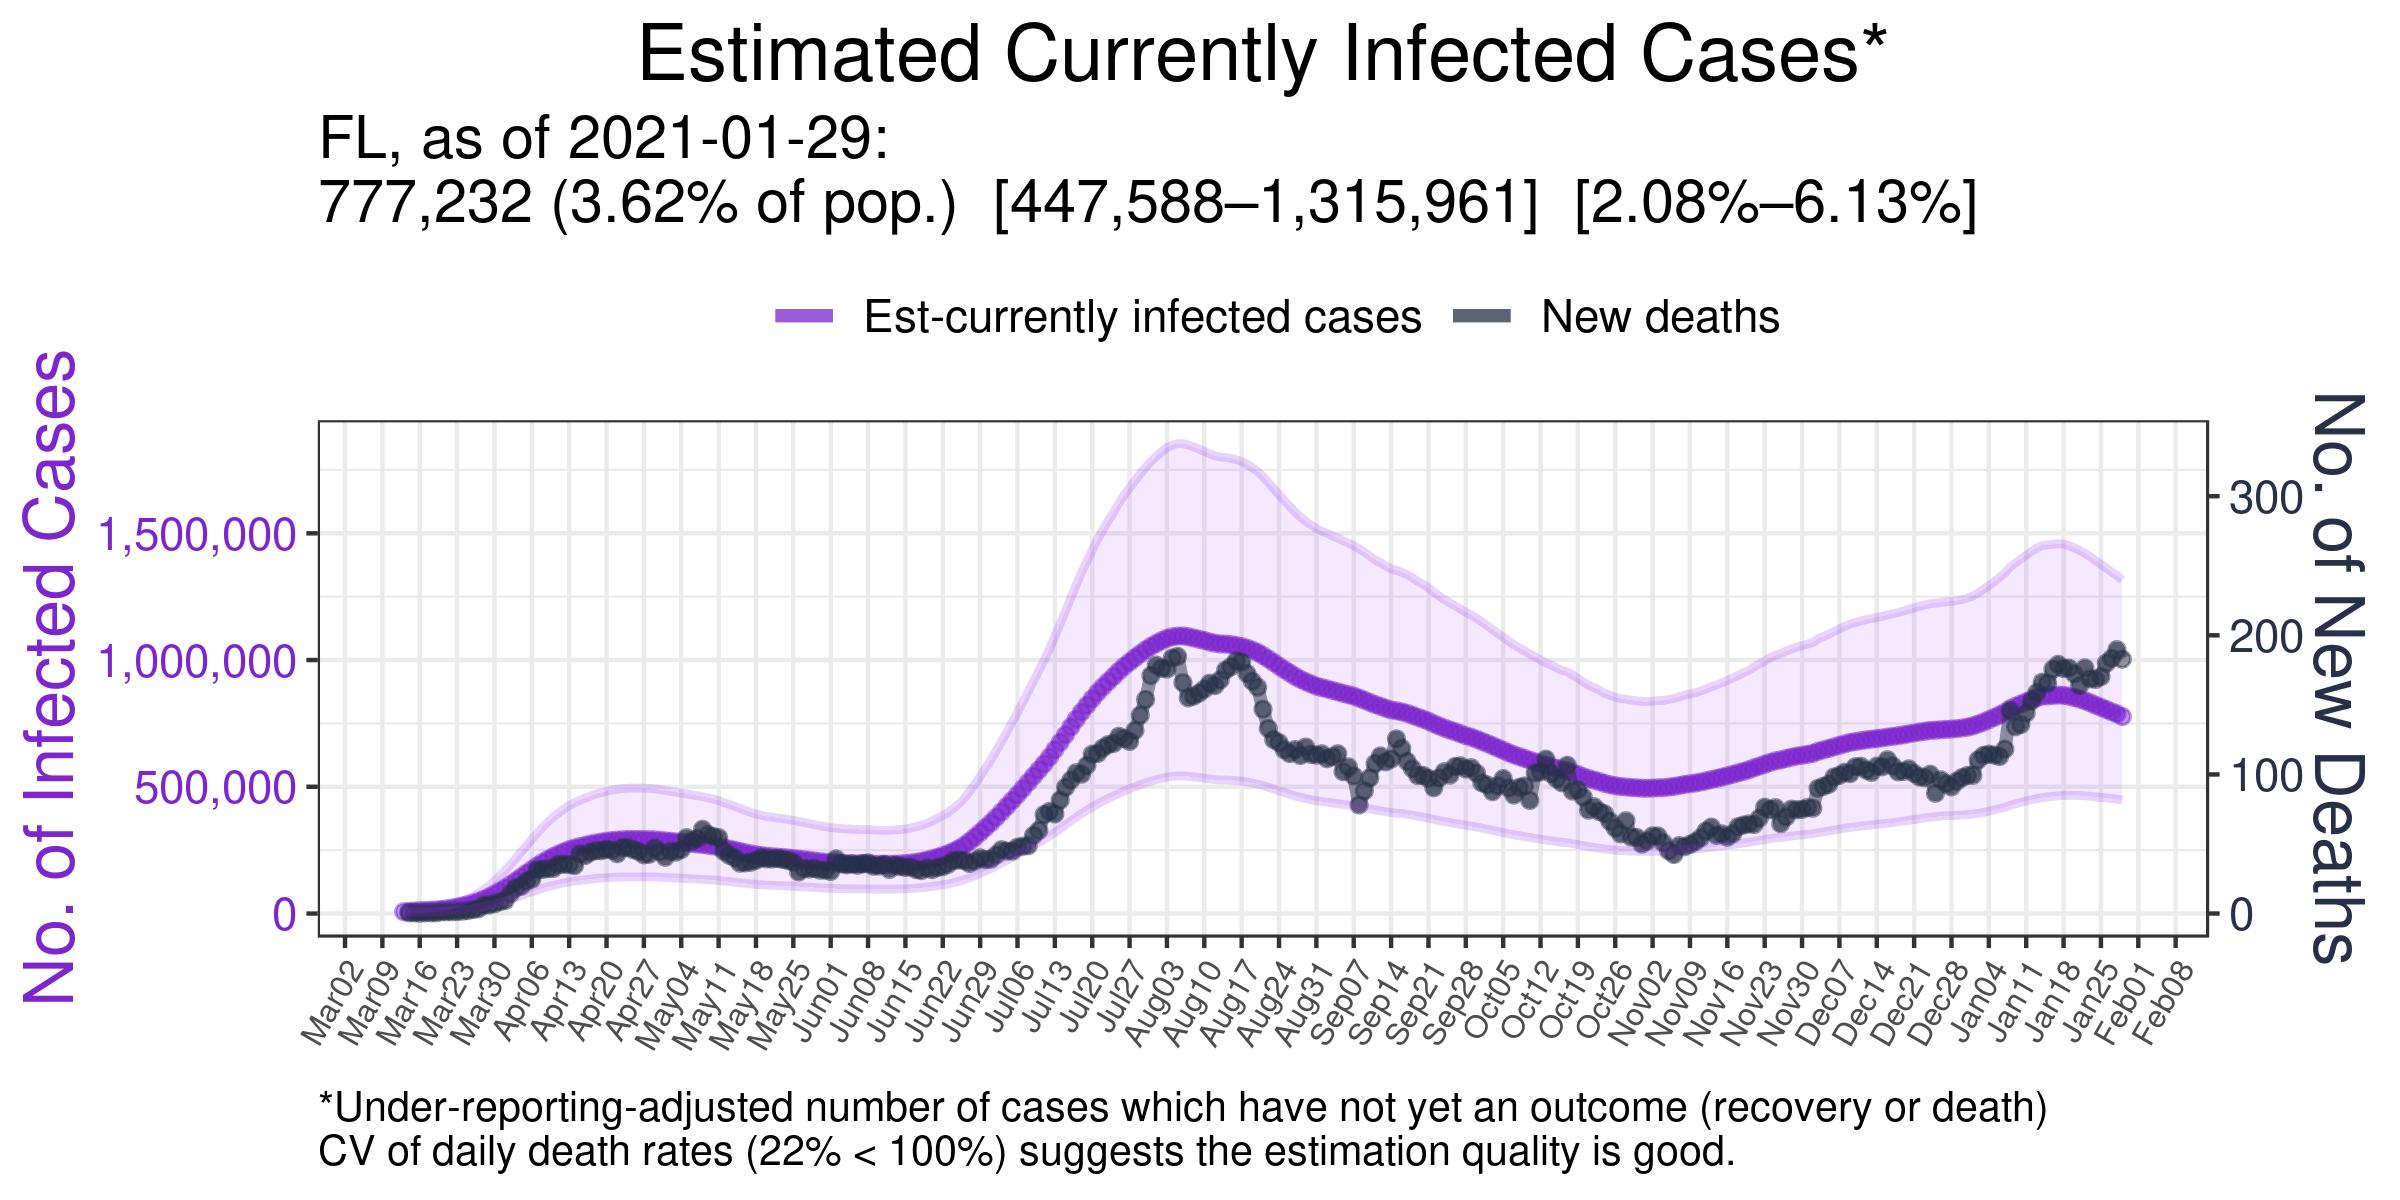 Estimated Currently Infected Cases*
FL, as of 2021-01-29:
777,232 (3.62% of pop.)  [447,588–1,315,961]  [2.08%–6.13%]
Est-currently infected cases
New deaths
No. of Infected Cases
1,500,000
1,000,000
500,000
0
300
200
100
0
No. of New Deaths
Mar02
Mar09
Mar16
Mar23
Mar30
Apr06
Apr13
Apr20
Apr27
May04
May11
May18
May25
Jun01
Jun08
Jun15
Jun22
Jun29
Jul06
Jul13
Jul20
Jul27
Aug03
Aug10
Aug17
Aug24
Aug31
Sep07
Sep14
Sep21
Sep28
Oct05
Oct12
Oct19
Oct26
Nov02
Nov09
Nov16
Nov23
Nov30
Dec07
Dec14
Dec21
Dec28
Jan04
Jan11
Jan18
Jan25
Feb01
Feb08
*Under-reporting-adjusted number of cases which have not yet an outcome (recovery or death)
CV of daily death rates (22% < 100%) suggests the estimation quality is good.